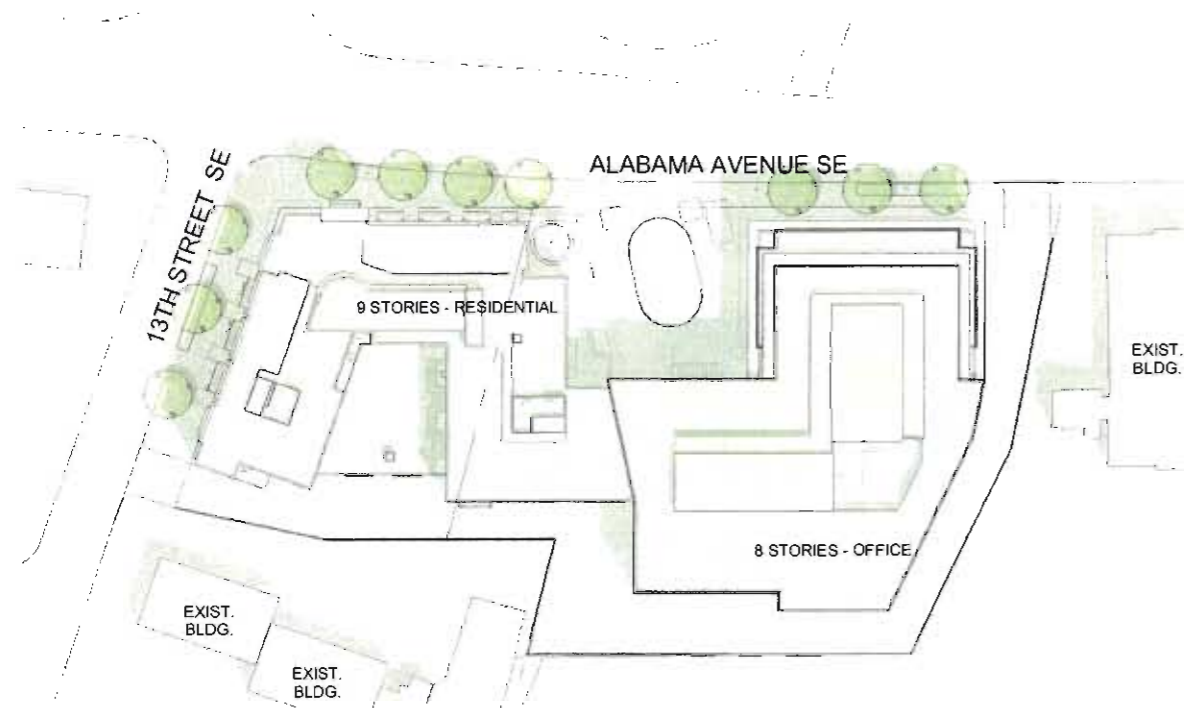 ALABAMA AVENUE SE
13TH STREET SE
9 STORIES - RESIDENTIAL
EXIST.
BLDG.
8 STORIES - OFFICE
EXIST.
BLDG.
EXIST.
BLDG.